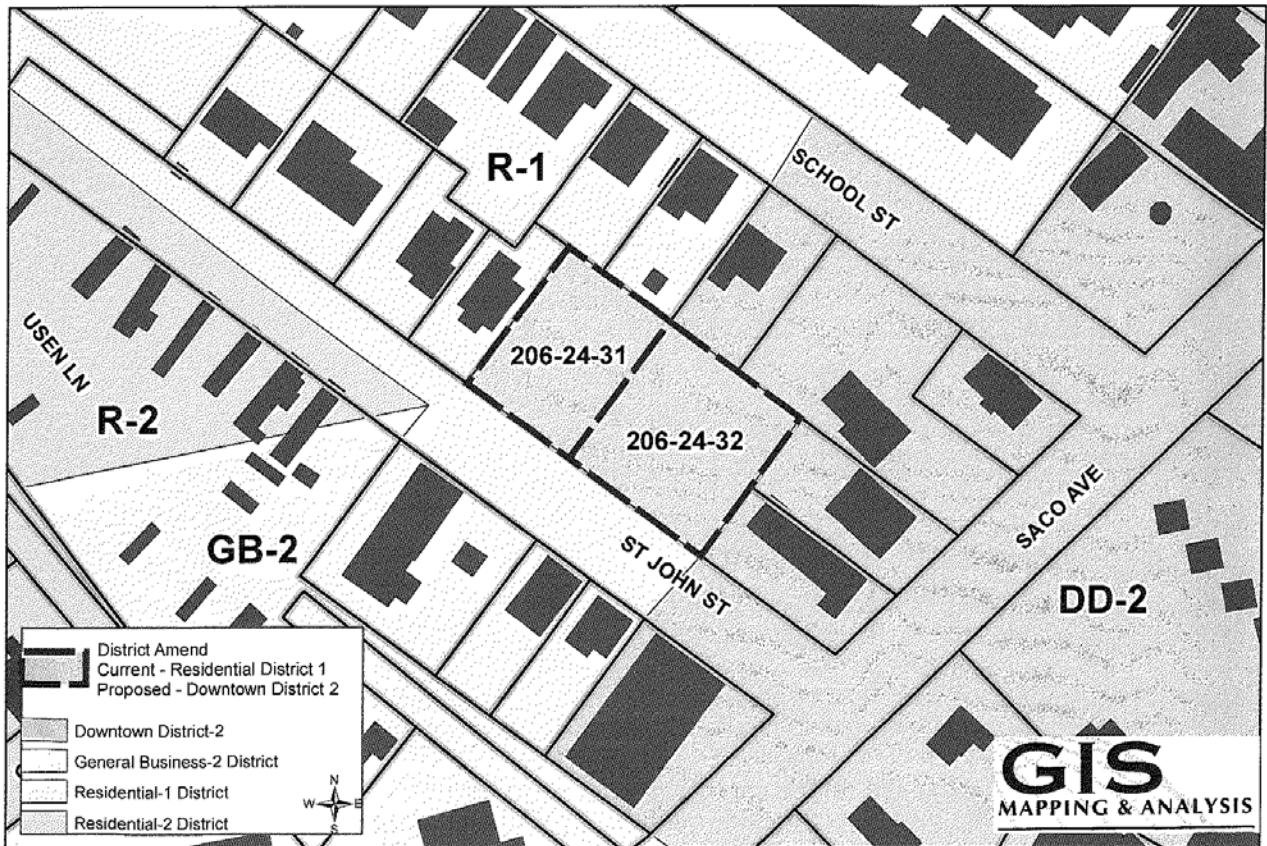 R-1
SCHOOL ST
206-24-31
USEN LN
R-2
206-24-32
SACO AVE
GB-2
ST JOHN ST
DD-2
District Amend
Current - Residential District 1
Proposed - Downtown District 2
Downtown District-2
General Business-2 District
Residential-1 District
Residential-2 District
N
W E
S
GIS
MAPPING & ANALYSIS